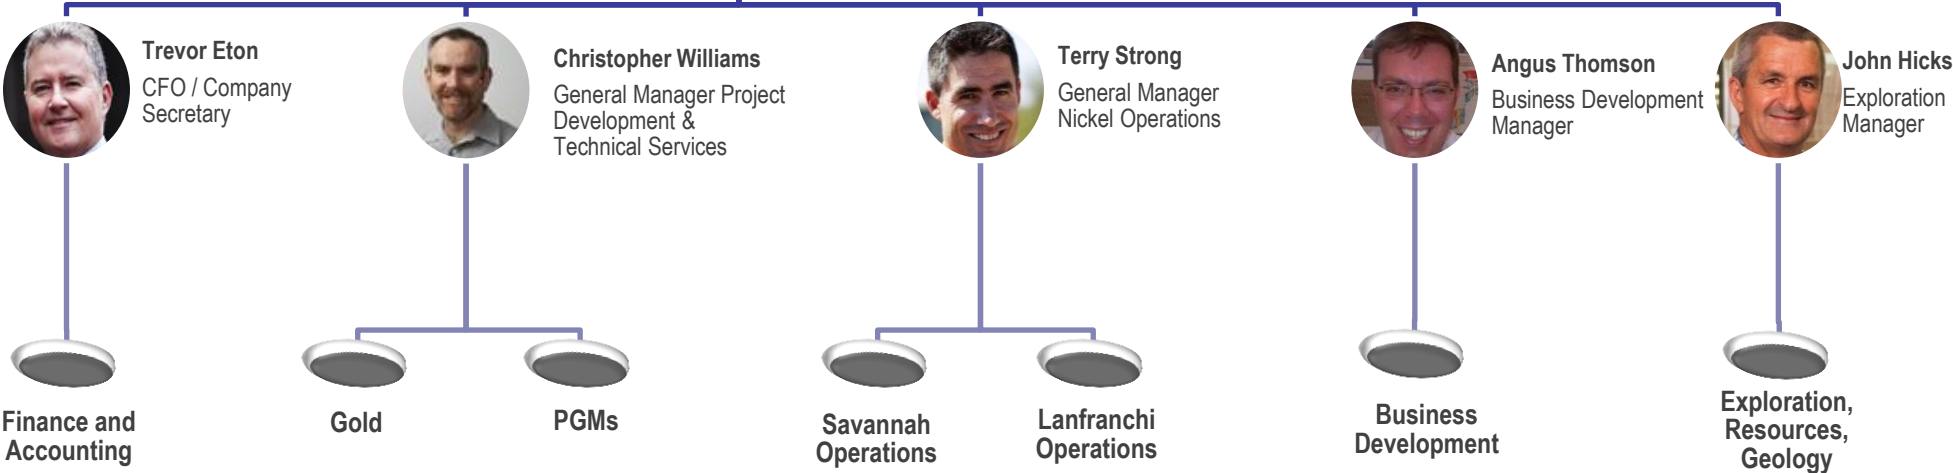 Trevor Eton
CFO / Company
Secretary
Christopher Williams
General Manager Project
Development &
Technical Services
Terry Strong
General Manager
Nickel Operations
Angus Thomson
Business Development
Manager
John Hicks
Exploration
Manager
Finance and
Accounting
Gold
PGMs
Savannah
Operations
Lanfranchi
Operations
Business
Development
Exploration,
Resources,
Geology